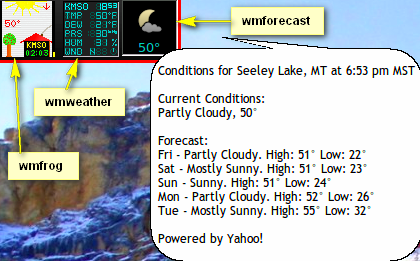 wmforecast
50°
KMSO
02:03
KMSO 1853
TMP 50°F
DEW 21°F
PRS 30
HUM 31 %
WND
50°
wmweather
wmfrog
Conditions for Seeley Lake, MT at 6:53 pm MST
Current Conditions:
Partly Cloudy, 50°
Forecast:
Fri - Partly Cloudy. High: 51° Low: 22°
Sat - Mostly Sunny. High: 51° Low: 23°
Sun - Sunny. High: 51° Low: 24°
Mon - Partly Cloudy. High: 52° Low: 26°
Tue - Mostly Sunny. High: 55° Low: 32°
Powered by Yahoo!